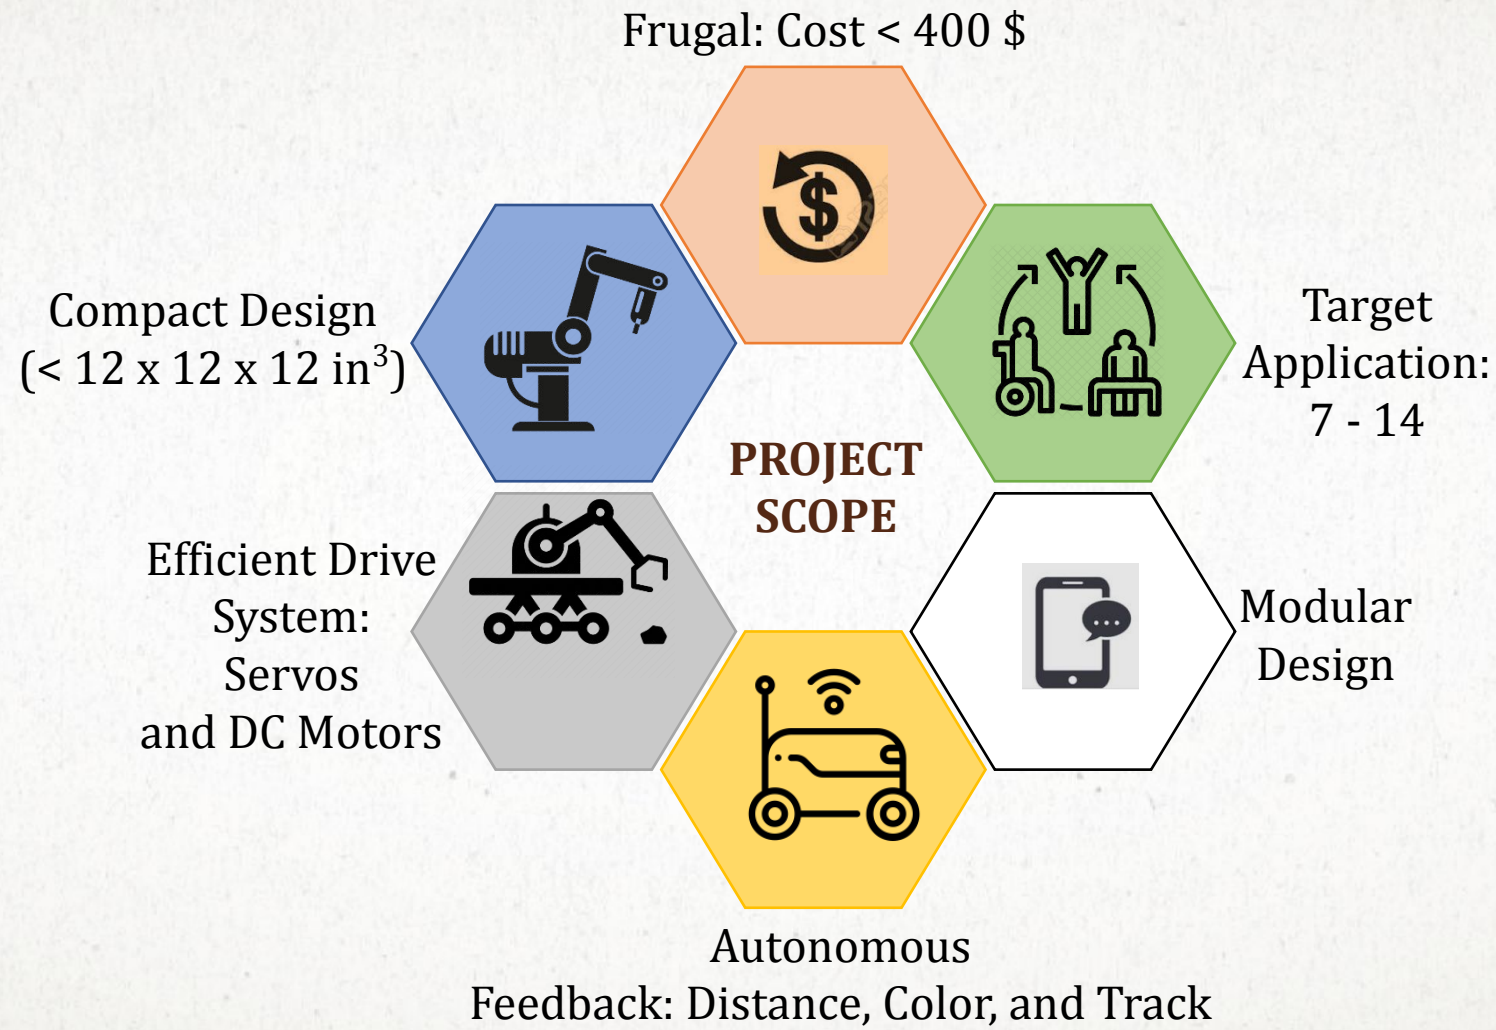 Frugal: Cost < 400 $
Compact Design
(< 12 x 12 x 12 in³)
Target
Application:
7 - 14
PROJECT
SCOPE
Efficient Drive
System:
Servos
and DC Motors
Modular
Design
Autonomous
Feedback: Distance, Color, and Track